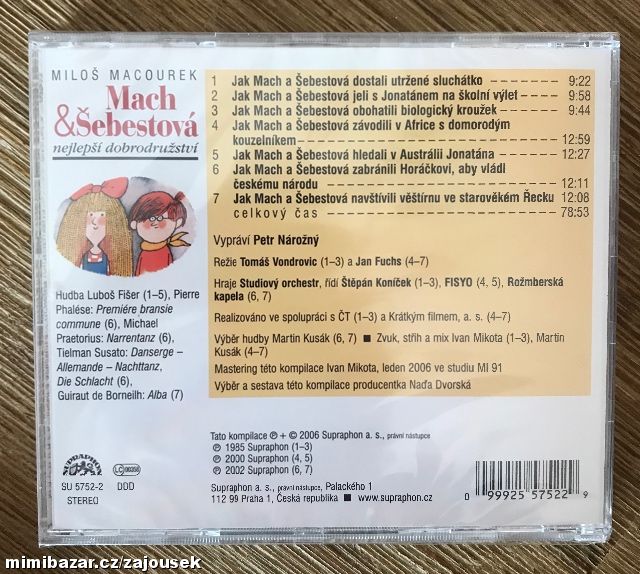 MILOŠ MACOUREK
Mach
&Šebestová
nejlepší dobrodružství
1 Jak Mach a Šebestová dostali utržené sluchátko 9:22
2 Jak Mach a Šebestová jeli s Jonatánem na školní výlet 9:58
3 Jak Mach a Šebestová obohatili biologický kroužek 9:44
4 Jak Mach a Šebestová závodili v Africe s domorodým
kouzelníkem 12:59
5 Jak Mach a Šebestová hledali v Austrálii Jonatána 12:27
6 Jak Mach a Šebestová zabránili Horáčkovi, aby vládl
českému národu 12:11
7 Jak Mach a Šebestová navštívili věštírnu ve starověkém Řecku 12:08
celkový čas 78:53
Vypráví Petr Nárožný
Režie Tomáš Vondrovic (1–3) a Jan Fuchs (4–7)
Hraje Studiový orchestr, řídí Štěpán Koníček (1–3), FISYO (4, 5), Rožmberská
kapela (6, 7)
Realizováno ve spolupráci s ČT (1–3) a Krátkým filmem, a. s. (4–7)
Výběr hudby Martin Kusák (6, 7) ■ Zvuk, střih a mix Ivan Mikota (1–3), Martin
Kusák (4–7)
Mastering této kompilace Ivan Mikota, leden 2006 ve studiu MI 91
Výběr a sestava této kompilace producentka Naďa Dvorská
Hudba Luboš Fišer (1–5), Pierre
Phalése: Premiére bransie
commune (6), Michael
Praetorius: Narrentanz (6);
Tielman Susato: Danserge –
Allemande – Nachttanz,
Die Schlacht (6),
Guiraut de Borneilh: Alba (7)
Tato kompilace ℗ + © 2006 Supraphon a. s., právní nástupce
℗ 1985 Supraphon (1–3)
℗ 2000 Supraphon (4, 5)
℗ 2002 Supraphon (6, 7)
Supraphon a. s., právní nástupce, Palackého 1
112 99 Praha 1, Česká republika ■ www.supraphon.cz
SUPRAPHON
LC 00358
SU 5752-2 DDD
STEREO
0 99925 57522 9
mimibazar.cz/zajousek